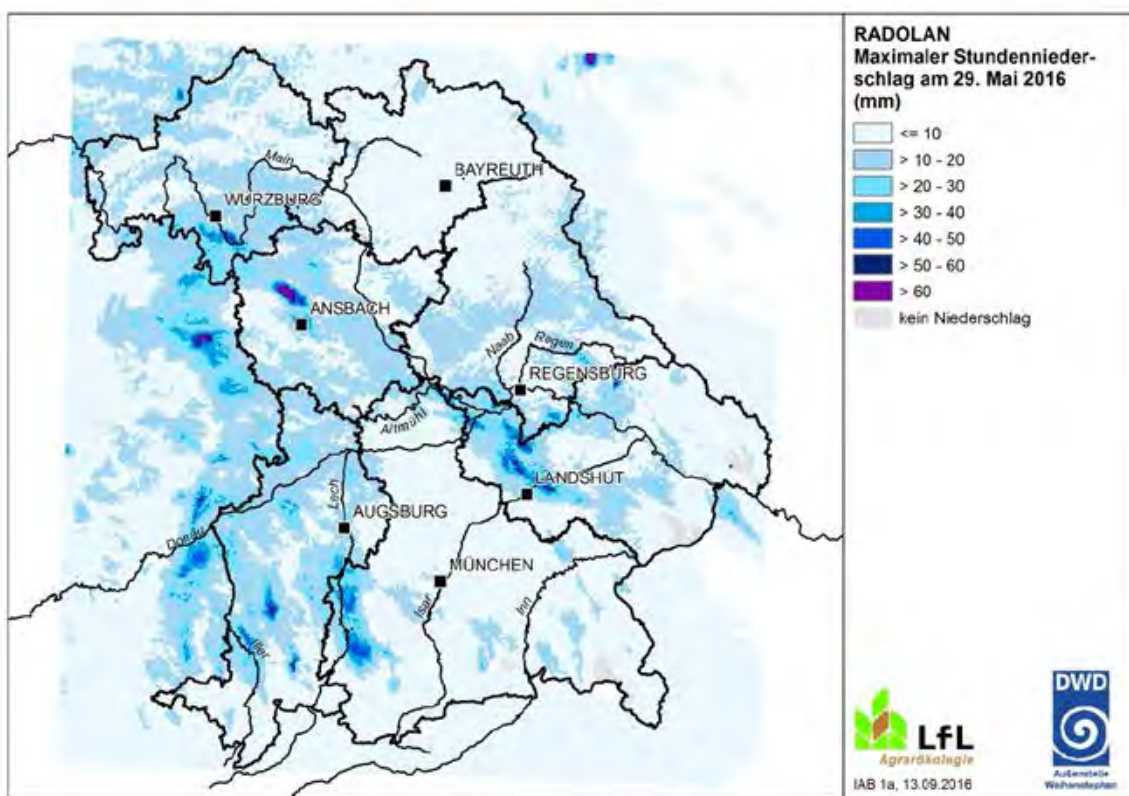 RADOLAN
Maximaler Stundennieder-
schlag am 29. Mai 2016
(mm)
<= 10
> 10 - 20
> 20 - 30
> 30 - 40
> 40 - 50
> 50 - 60
> 60
kein Niederschlag
Main
BAYREUTH
WÜRZBURG
ANSBACH
Naab
Regen
REGENSBURG
Altmühl
LANDSHUT
Lech
AUGSBURG
Donau
MÜNCHEN
Isar
Inn
Iller
LfL
Agrarökologie
IAB 1a, 13.09.2016
DWD
Außenstelle
Weihenstephan